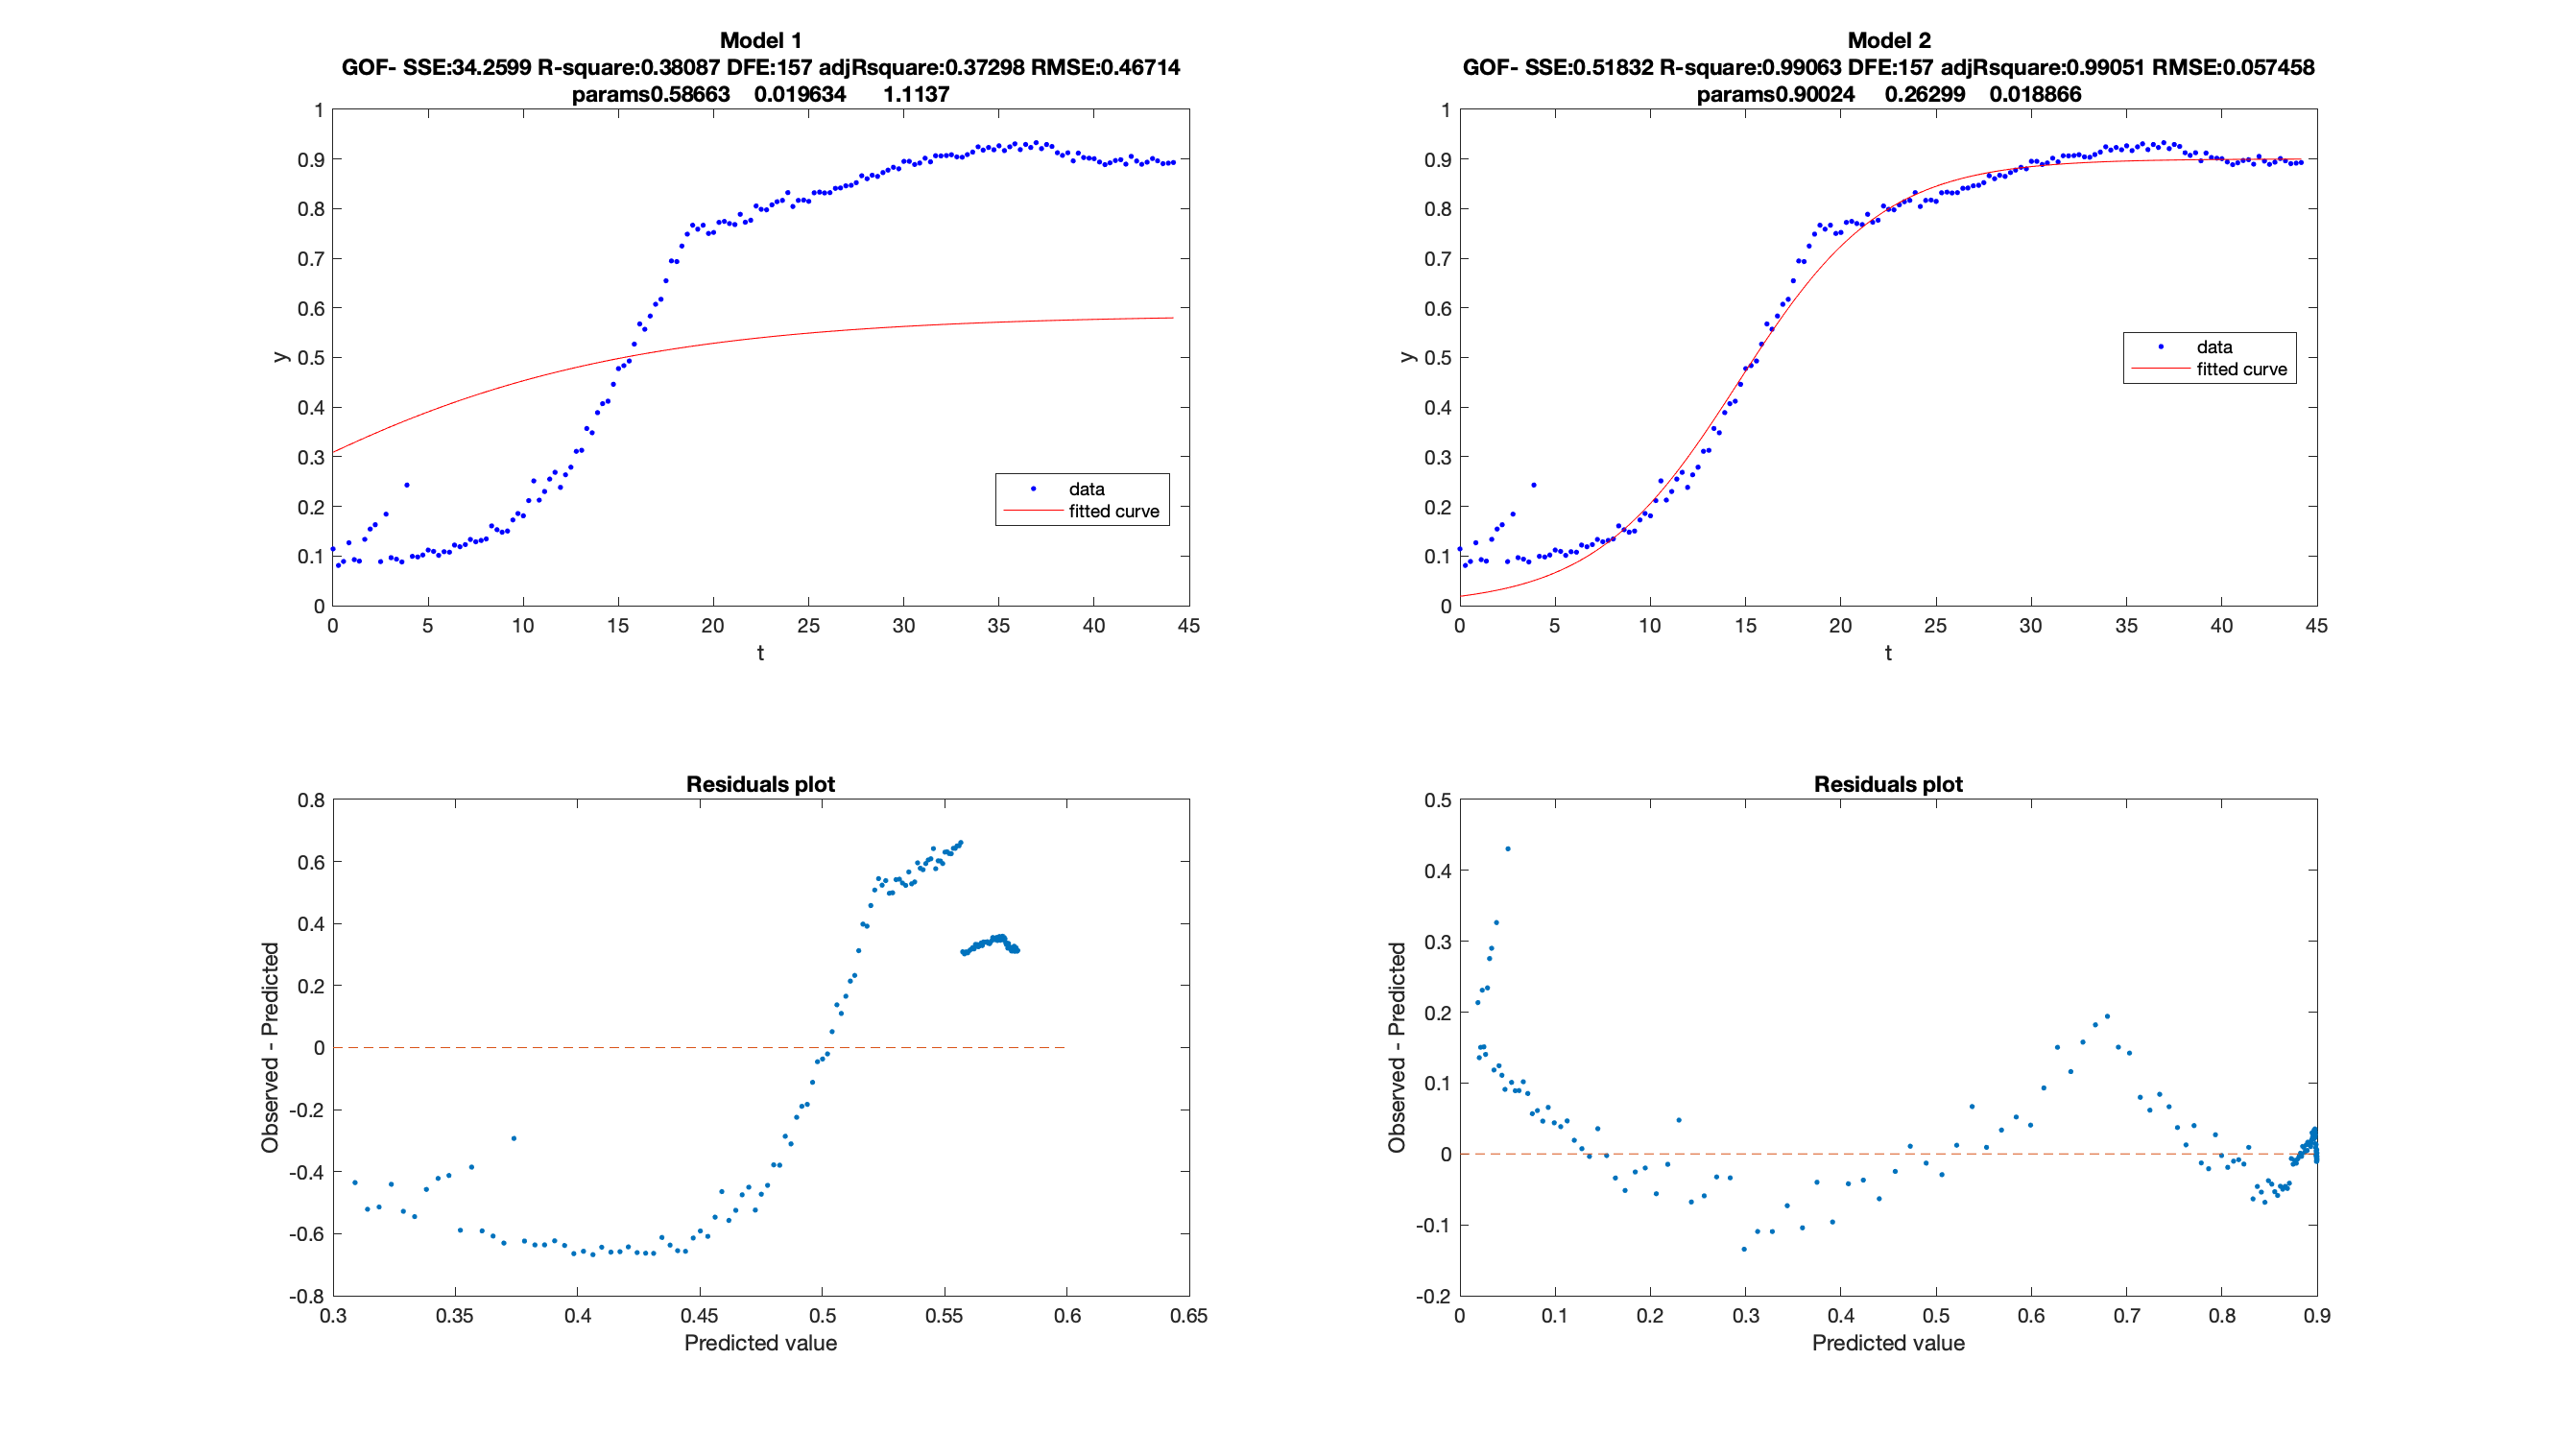 Model 1
GOF- SSE:34.2599 R-square:0.38087 DFE:157 adjRsquare:0.37298 RMSE:0.46714
params0.58663 0.019634 1.1137
1
0.9
0.8
0.7
0.6
0.5
0.4
0.3
0.2
0.1
0
y
data
fitted curve
0 5 10 15 20 25 30 35 40 45
t
Model 2
GOF- SSE:0.51832 R-square:0.99063 DFE:157 adjRsquare:0.99051 RMSE:0.057458
params0.90024 0.26299 0.018866
1
0.9
0.8
0.7
0.6
0.5
0.4
0.3
0.2
0.1
0
y
data
fitted curve
0 5 10 15 20 25 30 35 40 45
t
Residuals plot
0.8
0.6
0.4
0.2
0
-0.2
-0.4
-0.6
-0.8
Observed - Predicted
0.3 0.35 0.4 0.45 0.5 0.55 0.6 0.65
Predicted value
Residuals plot
0.5
0.4
0.3
0.2
0.1
0
-0.1
-0.2
Observed - Predicted
0 0.1 0.2 0.3 0.4 0.5 0.6 0.7 0.8 0.9
Predicted value